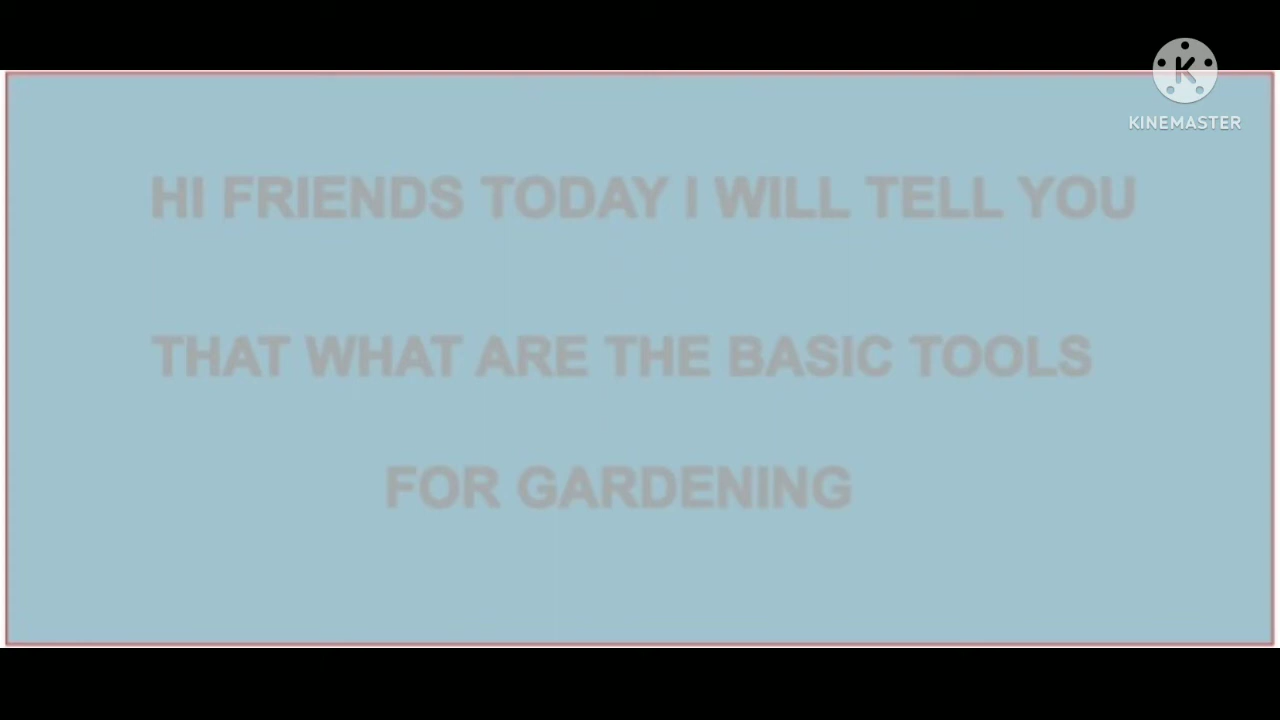 K
KINEMASTER
HI FRIENDS TODAY I WILL TELL YOU
THAT WHAT ARE THE BASIC TOOLS
FOR GARDENING